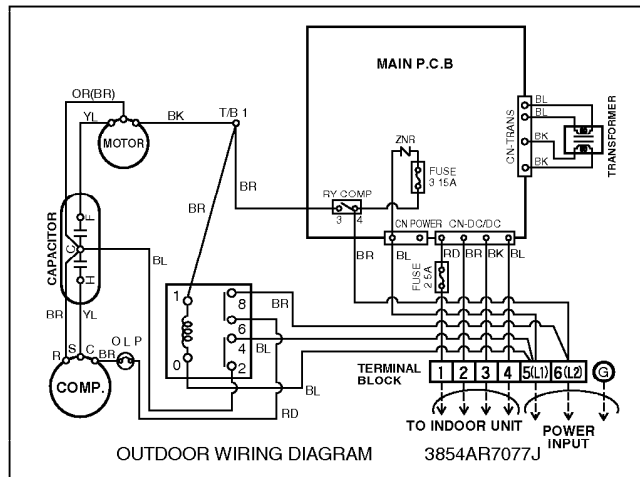 MAIN P.C.B
OR(BR)
YL
BK
T/B 1
MOTOR
BR
BR
ZNR
FUSE
3 15A
RY COMP
3 4
CN-TRANS
BL
BL
BK
BK
TRANSFORMER
CN POWER
CN-DC/DC
BR
BL
RD
BR
BK
BL
FUSE
2 5A
CAPACITOR
F
C
H
BL
BR
YL
1
0
8
6
4
2
BR
BL
BL
RD
R
S
C
BR
O L P
COMP.
TERMINAL
BLOCK
1 2 3 4 5(L1) 6(L2) G
TO INDOOR UNIT
POWER
INPUT
OUTDOOR WIRING DIAGRAM 3854AR7077J